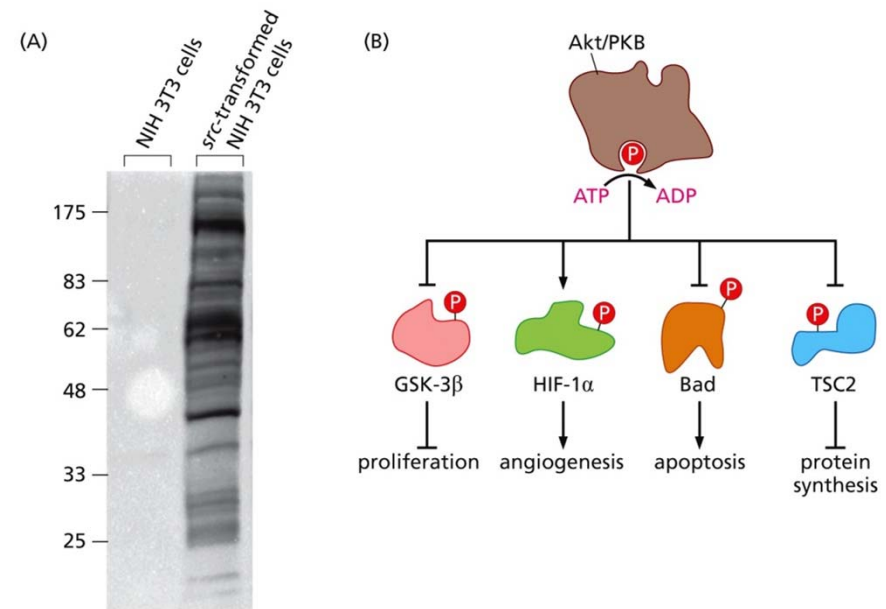 (A)
NIH 3T3 cells
src-transformed
NIH 3T3 cells
175
83
62
48
33
25
(B)
Akt/PKB
P
ATP
ADP
P
P
P
P
GSK-3β
HIF-1α
Bad
TSC2
proliferation
angiogenesis
apoptosis
protein
synthesis